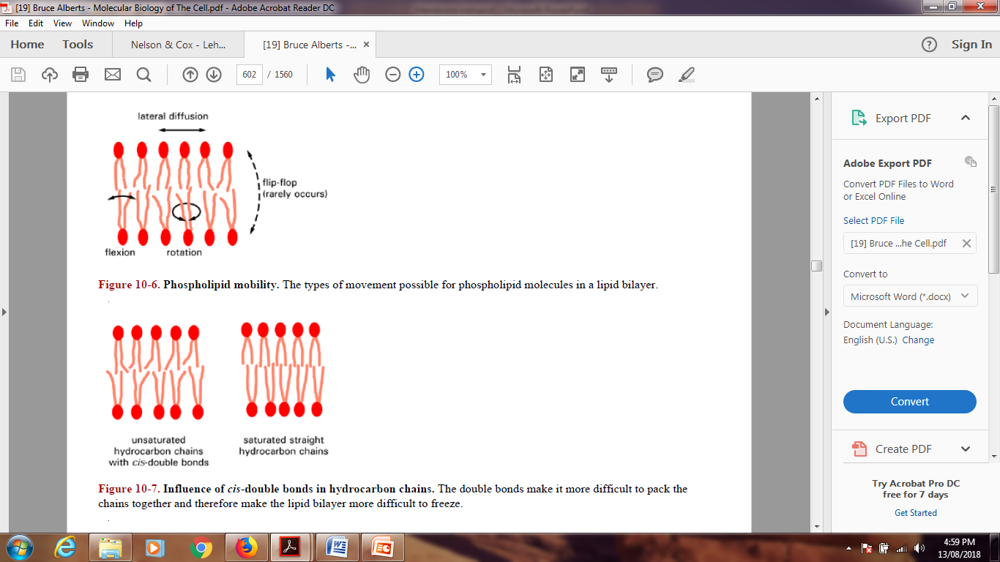 [19] Bruce Alberts - Molecular Biology of The Cell.pdf - Adobe Acrobat Reader DC
File Edit View Window Help
Home Tools Nelson & Cox - Leh... [19] Bruce Alberts -... × Sign In
602 / 1560 100%
lateral diffusion
flip-flop
(rarely occurs)
flexion rotation
Figure 10-6. Phospholipid mobility. The types of movement possible for phospholipid molecules in a lipid bilayer.
unsaturated
hydrocarbon chains
with cis-double bonds
saturated straight
hydrocarbon chains
Figure 10-7. Influence of cis-double bonds in hydrocarbon chains. The double bonds make it more difficult to pack the
chains together and therefore make the lipid bilayer more difficult to freeze.
Export PDF
Adobe Export PDF
Convert PDF Files to Word
or Excel Online
Select PDF File
[19] Bruce ...he Cell.pdf
Convert to
Microsoft Word (*.docx)
Document Language:
English (U.S.) Change
Convert
Create PDF
Try Acrobat Pro DC
free for 7 days
Get Started
4:59 PM
13/08/2018